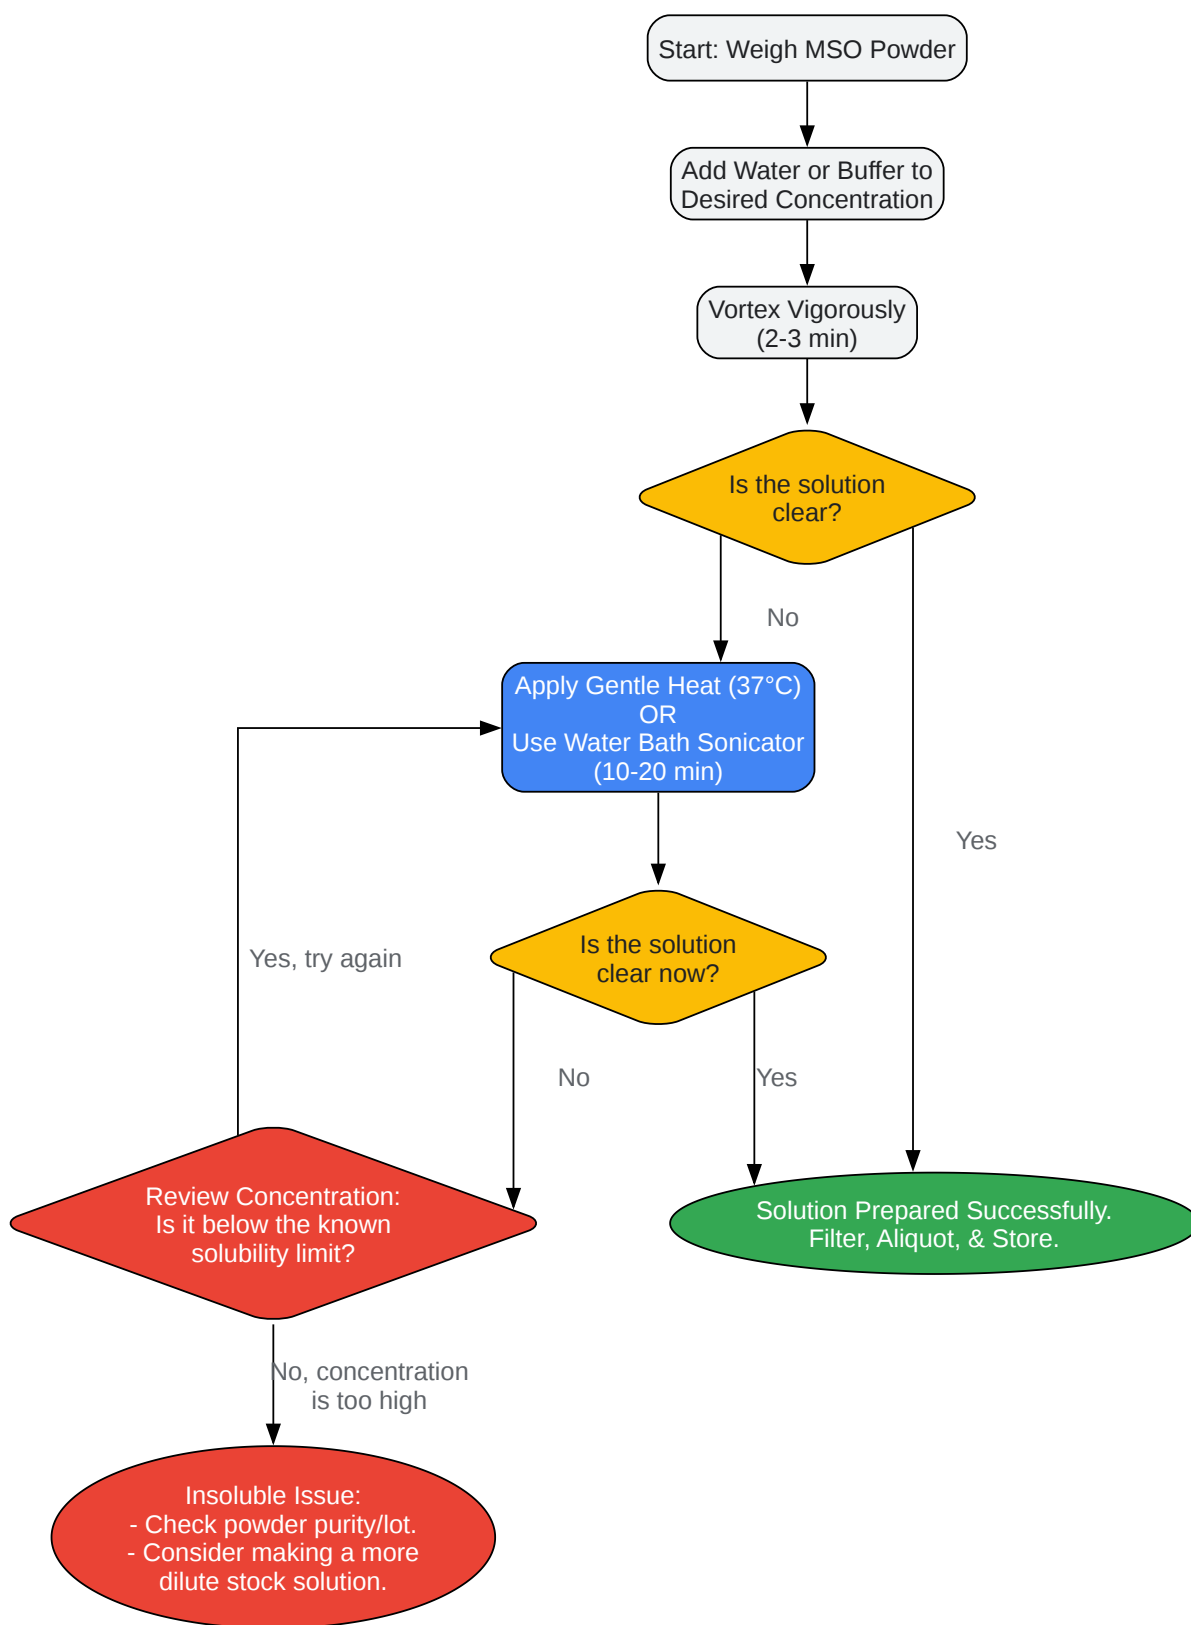 Start: Weigh MSO Powder
Add Water or Buffer to
Desired Concentration
Vortex Vigorously
(2-3 min)
Is the solution
clear?
No
Apply Gentle Heat (37°C)
OR
Use Water Bath Sonicator
(10-20 min)
Yes
Is the solution
clear now?
Yes, try again
No
Yes
Review Concentration:
Is it below the known
solubility limit?
Solution Prepared Successfully.
Filter, Aliquot, & Store.
No, concentration
is too high
Insoluble Issue:
- Check powder purity/lot.
- Consider making a more
dilute stock solution.